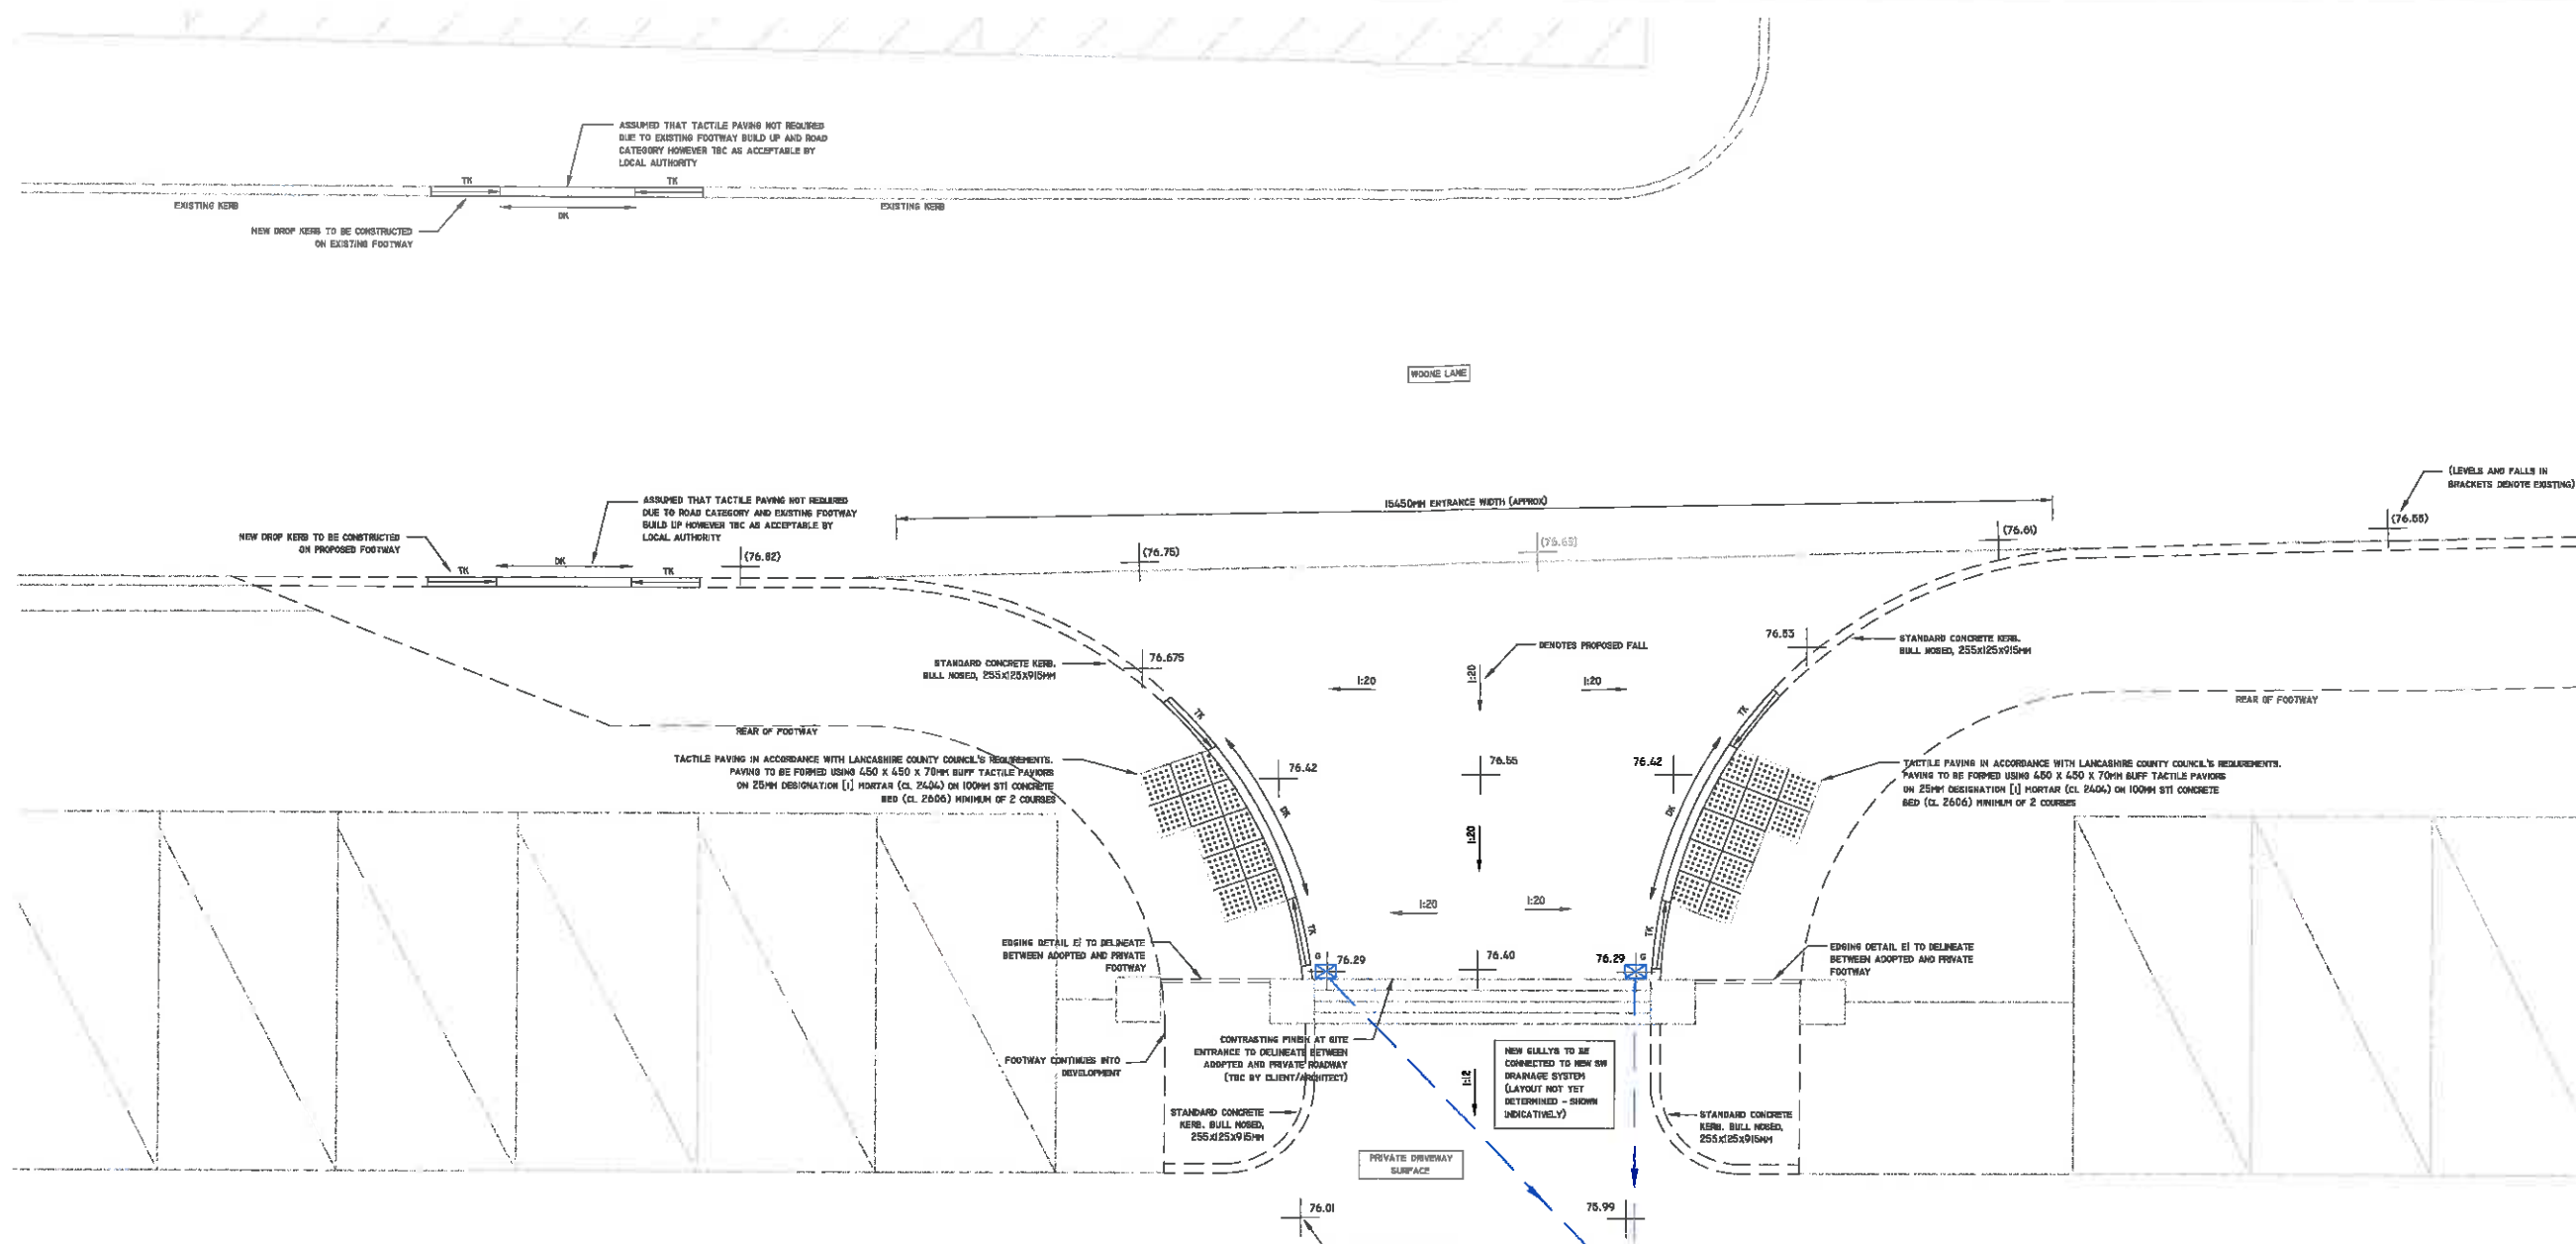 ASSUMED THAT TACTILE PAVING NOT REQUIRED
DUE TO EXISTING FOOTWAY BUILD UP AND ROAD
CATEGORY HOWEVER TBC AS ACCEPTABLE BY
LOCAL AUTHORITY
TK
TK
EXISTING KERB
DK
EXISTING KERB
NEW DROP KERB TO BE CONSTRUCTED
ON EXISTING FOOTWAY
WOONE LANE
(LEVELS AND FALLS IN
BRACKETS DENOTE EXISTING)
ASSUMED THAT TACTILE PAVING NOT REQUIRED
DUE TO ROAD CATEGORY AND EXISTING FOOTWAY
BUILD UP HOWEVER TBC AS ACCEPTABLE BY
LOCAL AUTHORITY
15450MM ENTRANCE WIDTH (APPROX)
(76.55)
NEW DROP KERB TO BE CONSTRUCTED
ON PROPOSED FOOTWAY
(76.82)
(76.75)
(76.65)
(76.61)
TK
DK
TK
76.675
76.53
DENOTES PROPOSED FALL
STANDARD CONCRETE KERB.
BULL NOSED, 255X125X915MM
STANDARD CONCRETE KERB.
BULL NOSED, 255X125X915MM
1:20
1:20
1:20
REAR OF FOOTWAY
REAR OF FOOTWAY
TK
TK
TACTILE PAVING IN ACCORDANCE WITH LANCASHIRE COUNTY COUNCIL'S REQUIREMENTS.
PAVING TO BE FORMED USING 450 X 450 X 70MM BUFF TACTILE PAVIORS
ON 25MM DESIGNATION [I] MORTAR (CL 2404) ON 100MM ST1 CONCRETE
BED (CL. 2606) MINIMUM OF 2 COURSES
76.42
76.55
76.42
TACTILE PAVING IN ACCORDANCE WITH LANCASHIRE COUNTY COUNCIL'S REQUIREMENTS.
PAVING TO BE FORMED USING 450 X 450 X 70MM BUFF TACTILE PAVIORS
ON 25MM DESIGNATION [I] MORTAR (CL 2404) ON 100MM ST1 CONCRETE
BED (CL. 2606) MINIMUM OF 2 COURSES
DK
DK
1:20
1:20
1:20
TK
TK
EDGING DETAIL E1 TO DELINEATE
BETWEEN ADOPTED AND PRIVATE
FOOTWAY
G
76.29
76.40
76.29
G
EDGING DETAIL E1 TO DELINEATE
BETWEEN ADOPTED AND PRIVATE
FOOTWAY
CONTRASTING FINISH AT SITE
ENTRANCE TO DELINEATE BETWEEN
ADOPTED AND PRIVATE ROADWAY
(TBC BY CLIENT/ARCHITECT)
FOOTWAY CONTINUES INTO
DEVELOPMENT
1:12
NEW GULLYS TO BE
CONNECTED TO NEW SW
DRAINAGE SYSTEM
(LAYOUT NOT YET
DETERMINED - SHOWN
INDICATIVELY)
STANDARD CONCRETE
KERB. BULL NOSED,
255X125X915MM
STANDARD CONCRETE
KERB. BULL NOSED,
255X125X915MM
PRIVATE DRIVEWAY
SURFACE
76.01
75.99